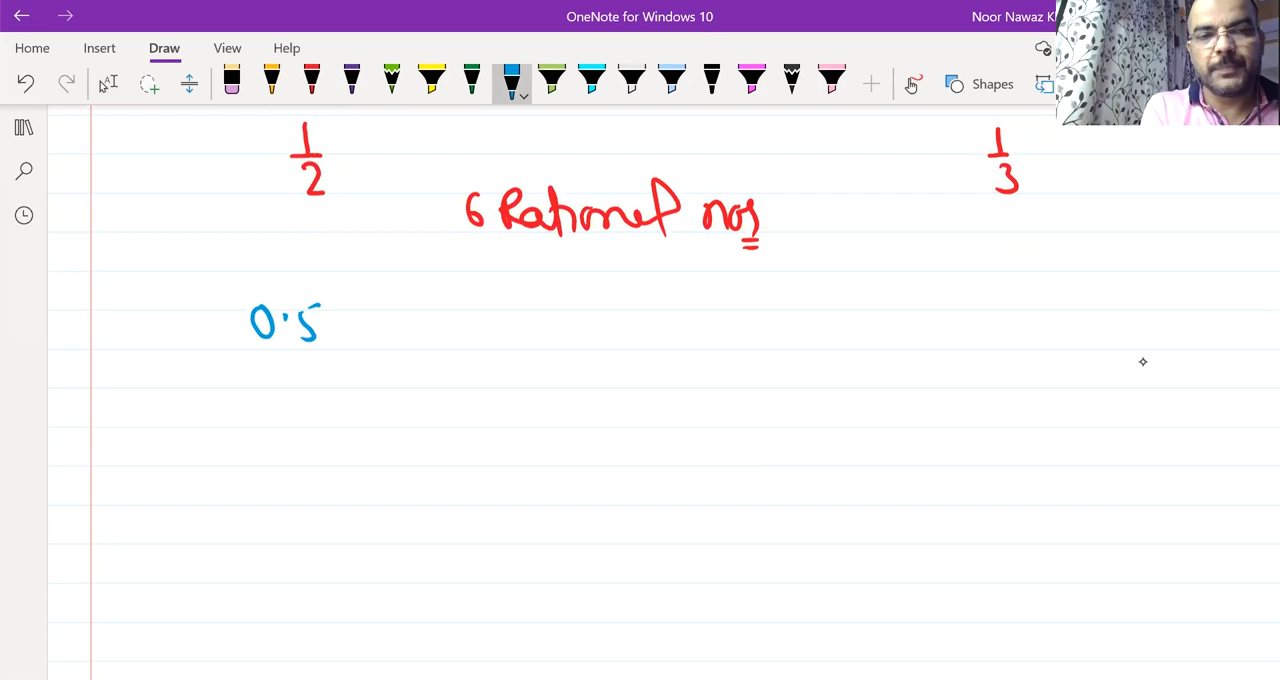 OneNote for Windows 10
Noor Nawaz K
Home Insert Draw View Help
Shapes
1/2
1/3
6 Rational nos
0.5